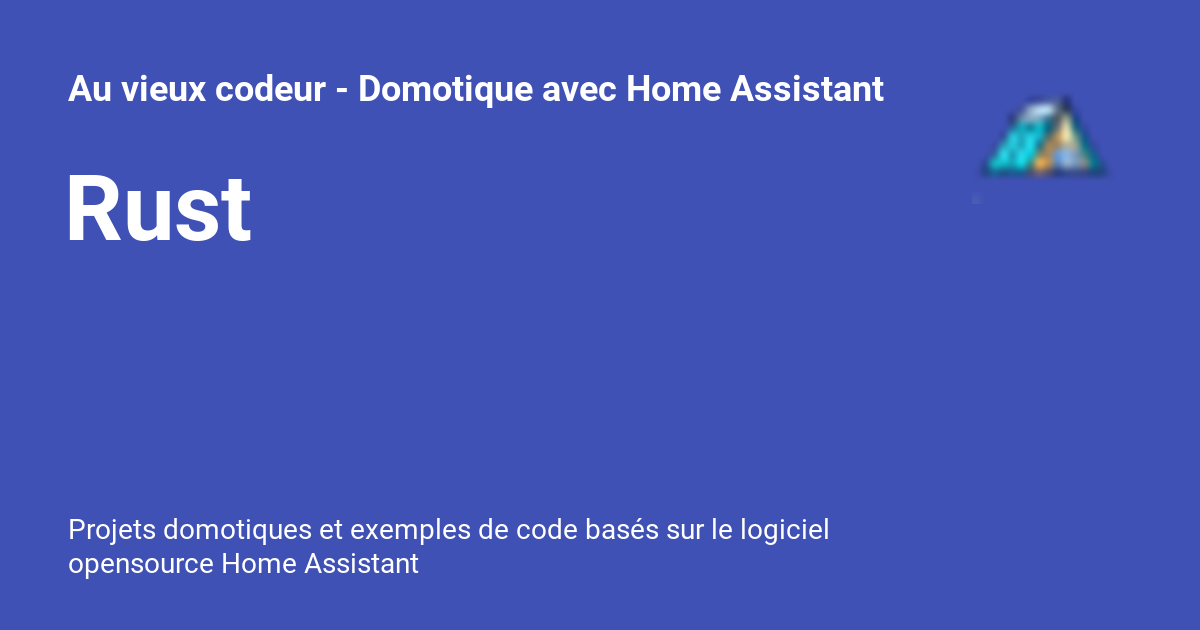 Au vieux codeur - Domotique avec Home Assistant
Rust
Projets domotiques et exemples de code basés sur le logiciel
opensource Home Assistant